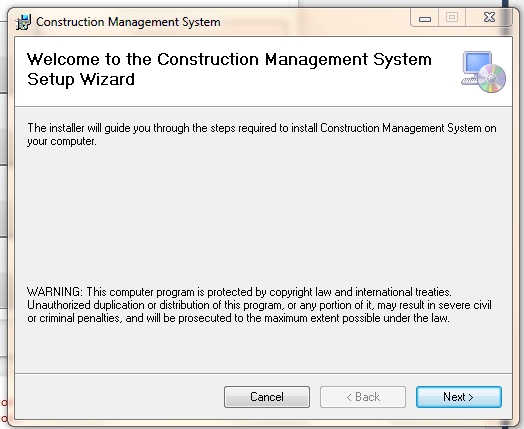 Construction Management System
Welcome to the Construction Management System
Setup Wizard
The installer will guide you through the steps required to install Construction Management System on
your computer.
WARNING: This computer program is protected by copyright law and international treaties.
Unauthorized duplication or distribution of this program, or any portion of it, may result in severe civil
or criminal penalties, and will be prosecuted to the maximum extent possible under the law.
Cancel
< Back
Next >